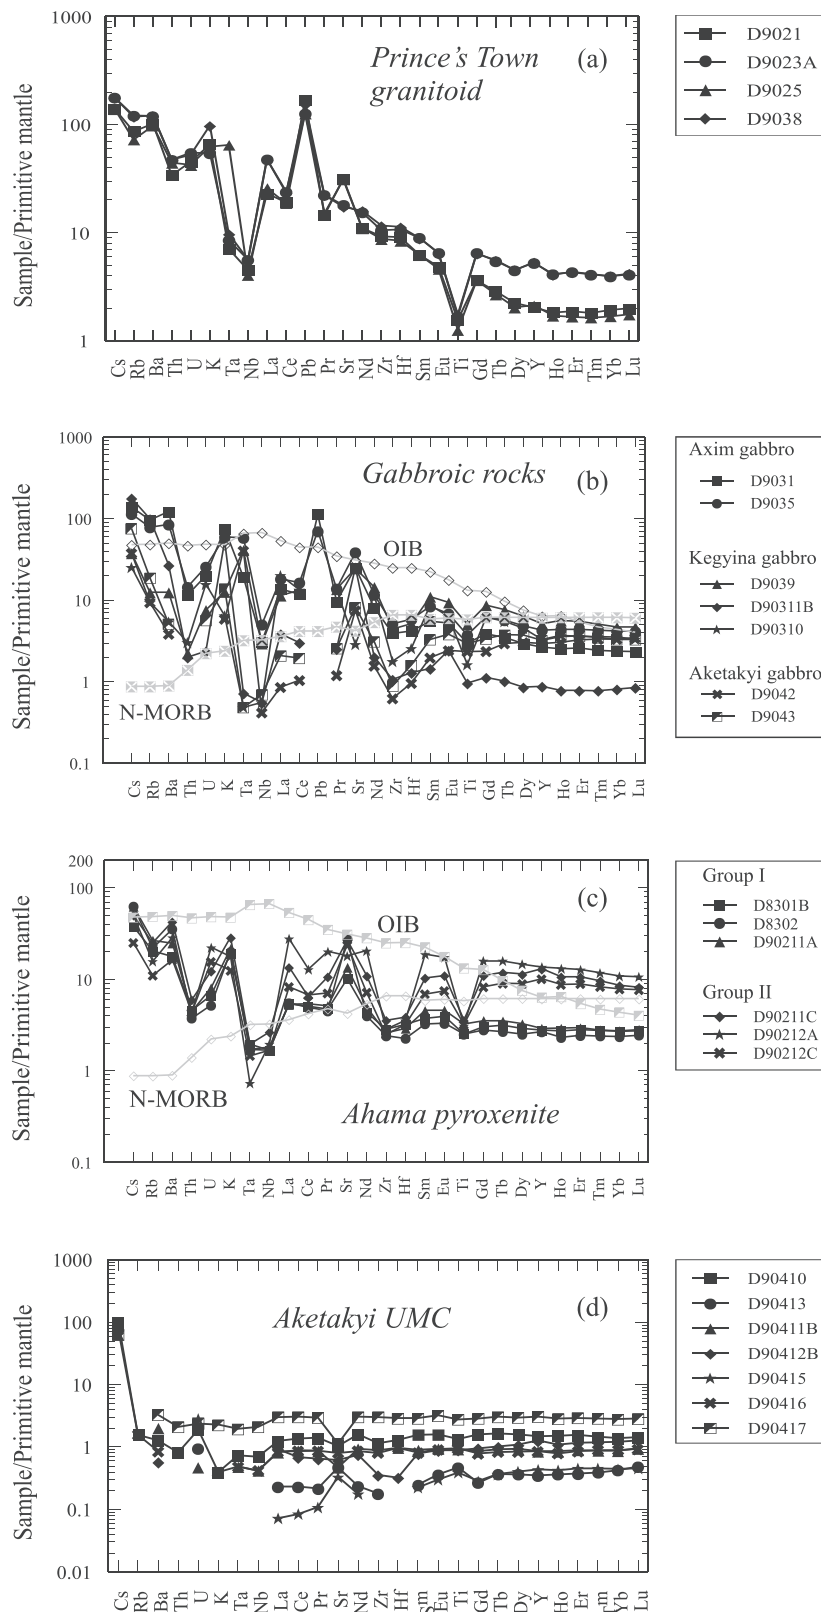 Sample/Primitive mantle
1000
100
10
1
Prince's Town
granitoid
(a)
Cs Rb Ba Th U K Ta Nb La Ce Pb Pr Sr Nd Zr Hf Sm Eu Ti Gd Tb Dy Y Ho Er Tm Yb Lu
D9021
D9023A
D9025
D9038
Sample/Primitive mantle
1000
100
10
1
0.1
Gabbroic rocks
(b)
OIB
N-MORB
Cs Rb Ba Th U K Ta Nb La Ce Pb Pr Sr Nd Zr Hf Sm Eu Ti Gd Tb Dy Y Ho Er Tm Yb Lu
Axim gabbro
D9031
D9035
Kegyina gabbro
D9039
D90311B
D90310
Aketakyi gabbro
D9042
D9043
Sample/Primitive mantle
200
100
10
1
0.1
(c)
OIB
N-MORB
Ahama pyroxenite
Cs Rb Ba Th U K Ta Nb La Ce Pr Sr Nd Zr Hf Sm Eu Ti Gd Tb Dy Y Ho Er Tm Yb Lu
Group I
D8301B
D8302
D90211A
Group II
D90211C
D90212A
D90212C
Sample/Primitive mantle
1000
100
10
1
0.1
0.01
Aketakyi UMC
(d)
Cs Rb Ba Th U K Ta Nb La Ce Pr Sr Nd Zr Hf Sm Eu Ti Gd Tb Dy Y Ho Er Tm Yb Lu
D90410
D90413
D90411B
D90412B
D90415
D90416
D90417